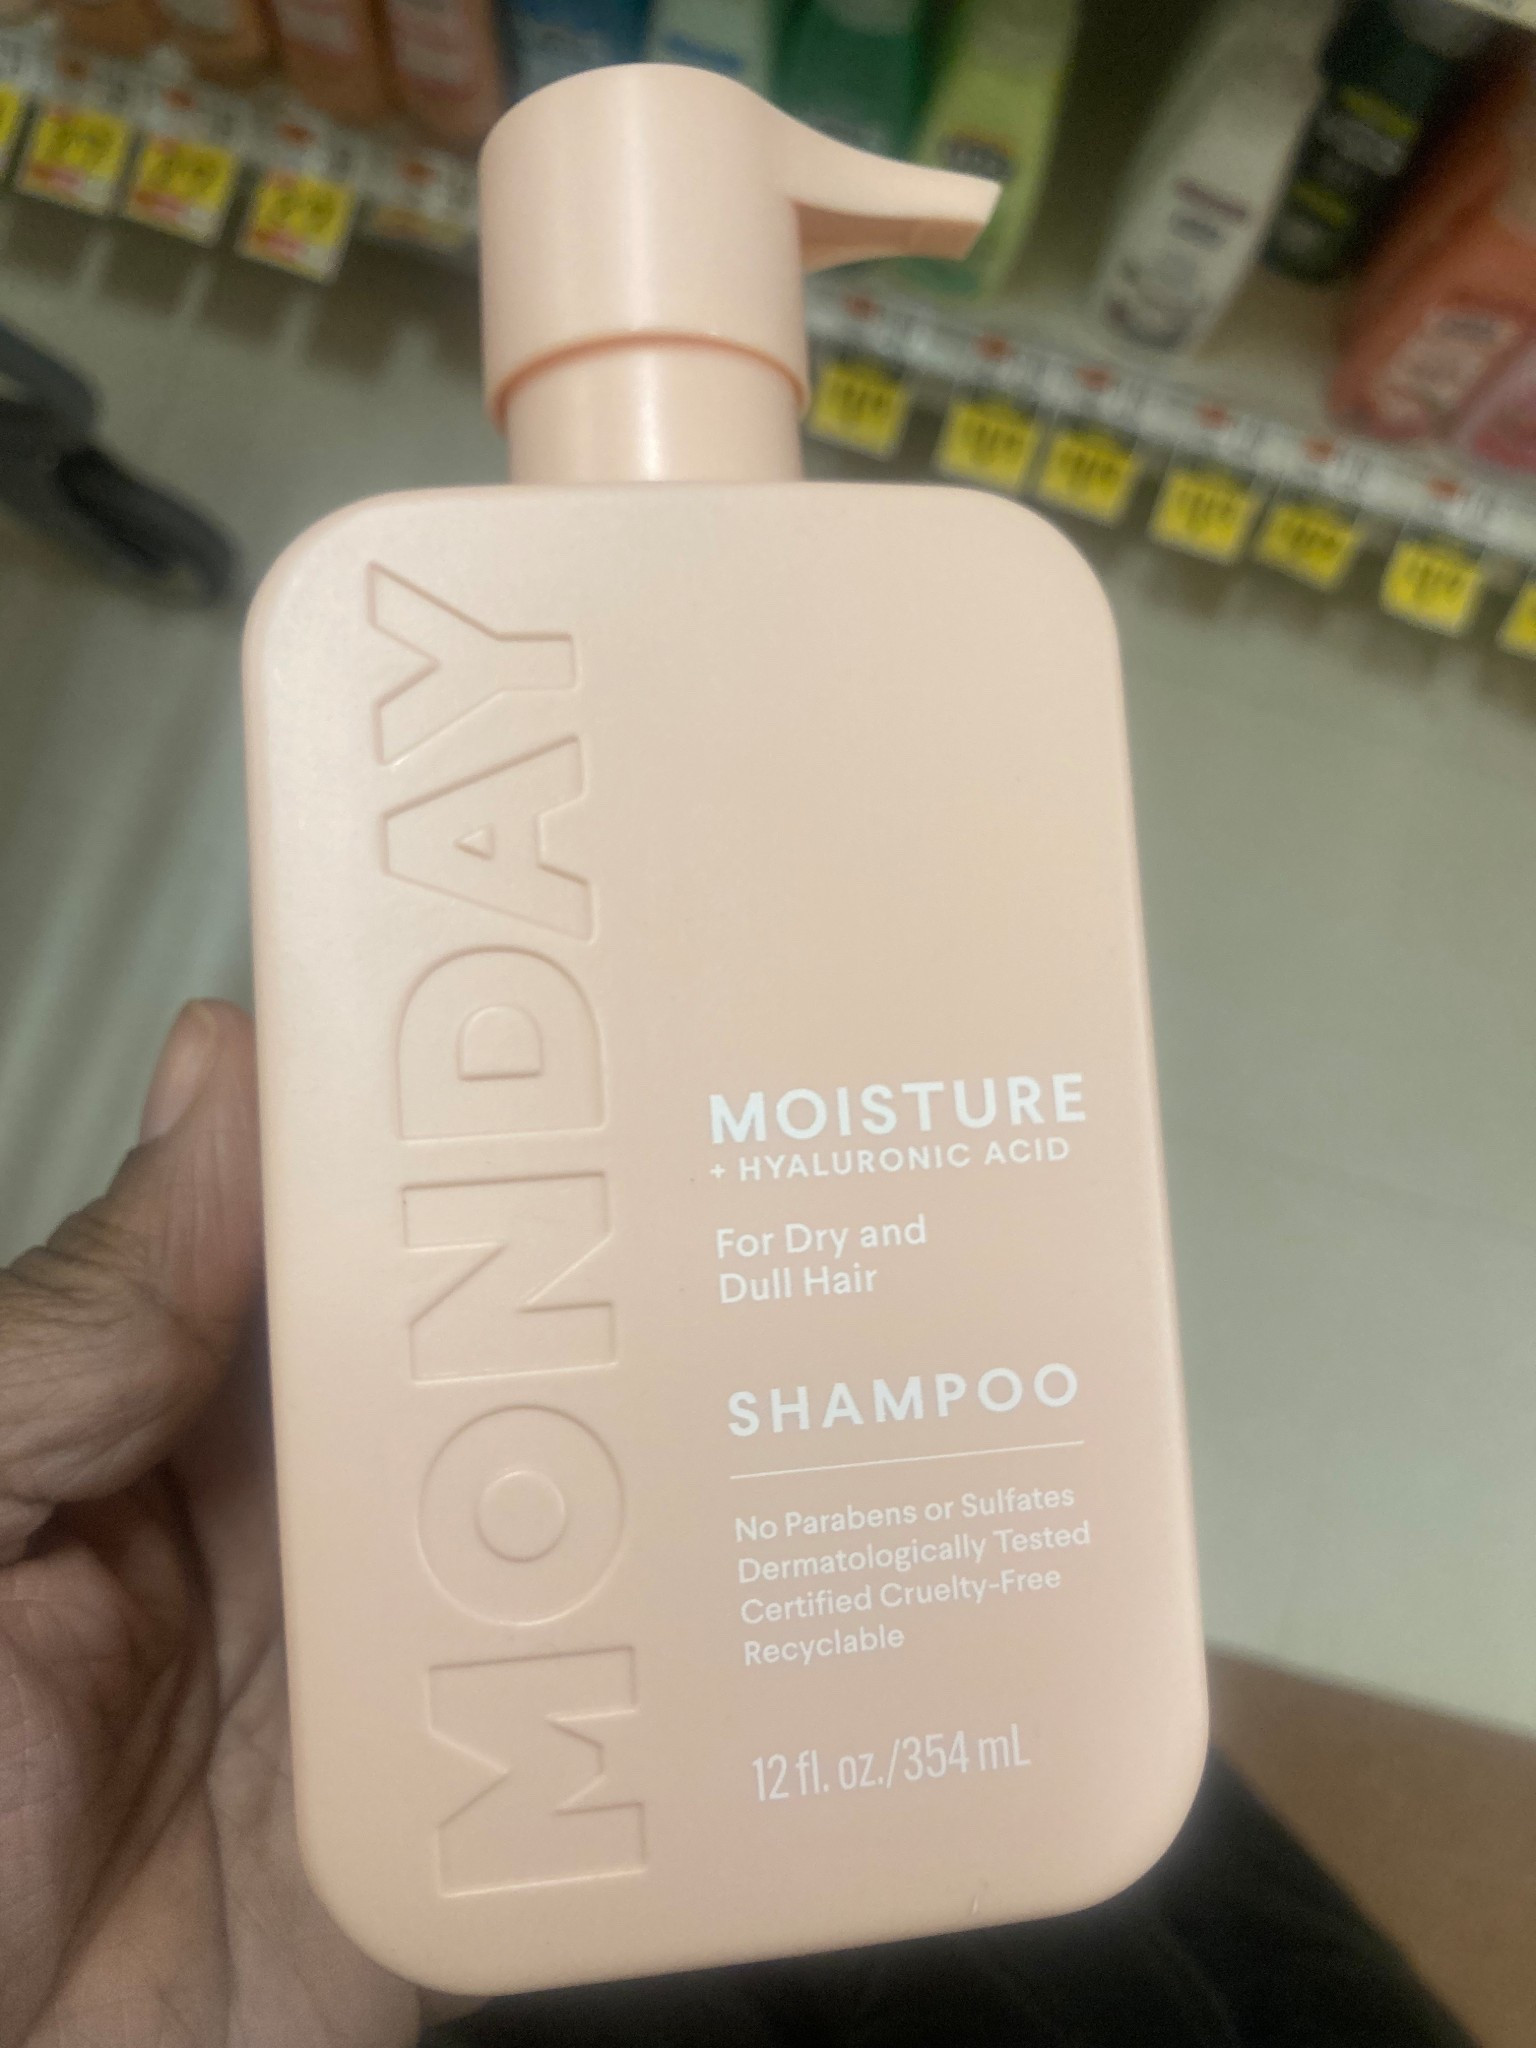 MONDAY
MOISTURE
+ HYALURONIC ACID
For Dry and
Dull Hair
SHAMPOO
No Parabens or Sulfates
Dermatologically Tested
Certified Cruelty-Free
Recyclable
12 fl. oz./354 mL